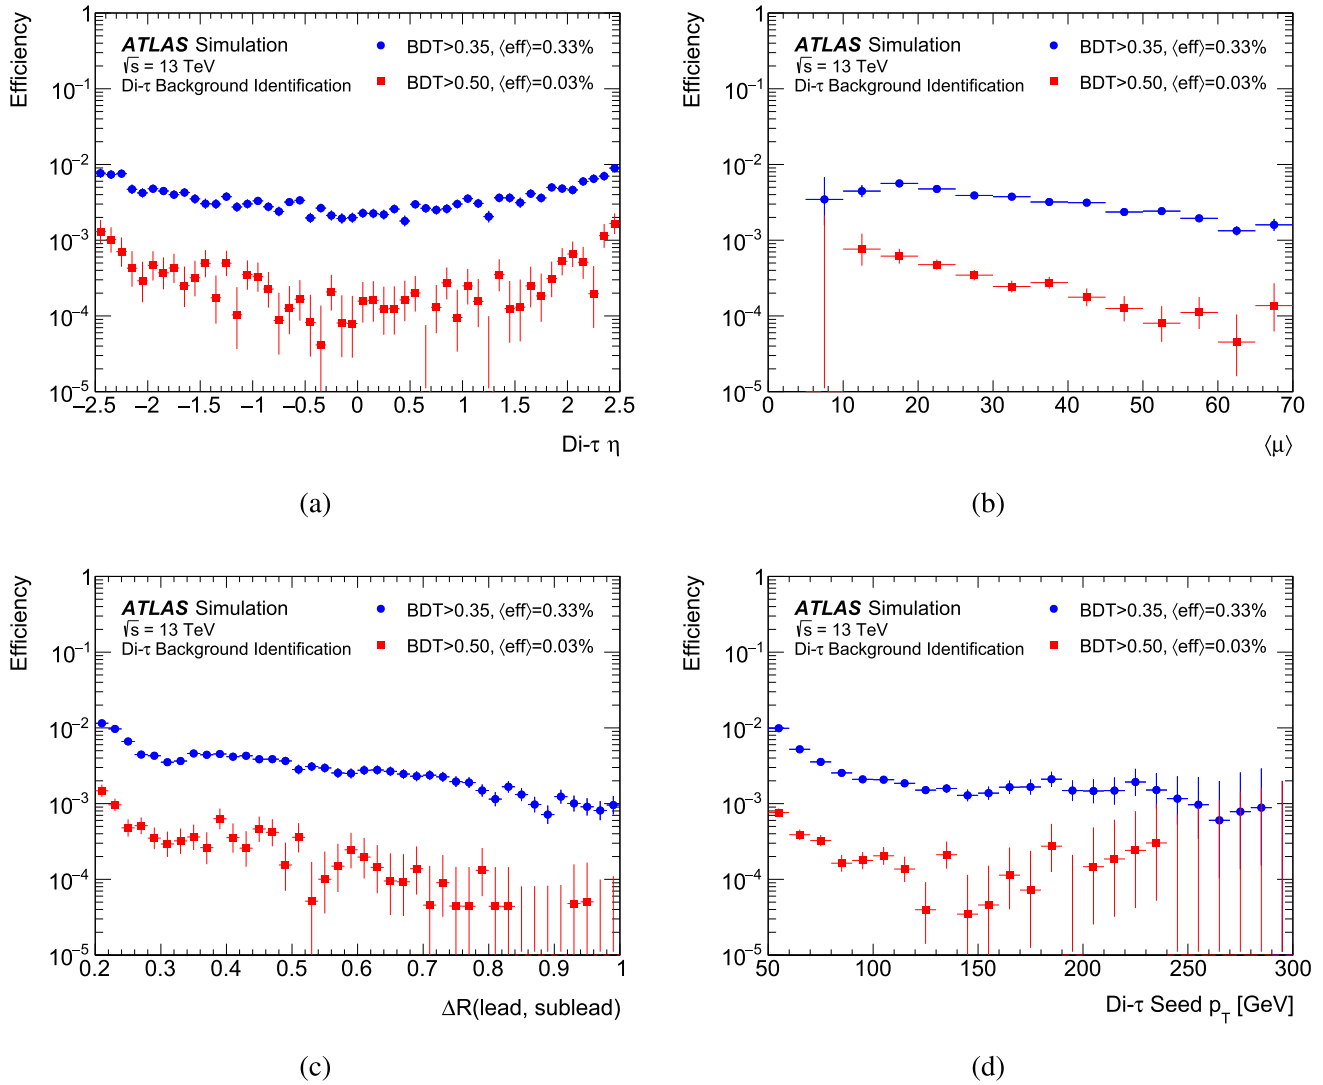 Efficiency
1
10⁻¹
10⁻²
10⁻³
10⁻⁴
10⁻⁵
ATLAS Simulation
√s = 13 TeV
Di-τ Background Identification
BDT>0.35, ⟨eff⟩=0.33%
BDT>0.50, ⟨eff⟩=0.03%
−2.5 −2 −1.5 −1 −0.5 0 0.5 1 1.5 2 2.5
Di-τ η
(a)
Efficiency
1
10⁻¹
10⁻²
10⁻³
10⁻⁴
10⁻⁵
ATLAS Simulation
√s = 13 TeV
Di-τ Background Identification
BDT>0.35, ⟨eff⟩=0.33%
BDT>0.50, ⟨eff⟩=0.03%
0 10 20 30 40 50 60 70
⟨μ⟩
(b)
Efficiency
1
10⁻¹
10⁻²
10⁻³
10⁻⁴
10⁻⁵
ATLAS Simulation
√s = 13 TeV
Di-τ Background Identification
BDT>0.35, ⟨eff⟩=0.33%
BDT>0.50, ⟨eff⟩=0.03%
0.2 0.3 0.4 0.5 0.6 0.7 0.8 0.9 1
ΔR(lead, sublead)
(c)
Efficiency
1
10⁻¹
10⁻²
10⁻³
10⁻⁴
10⁻⁵
ATLAS Simulation
√s = 13 TeV
Di-τ Background Identification
BDT>0.35, ⟨eff⟩=0.33%
BDT>0.50, ⟨eff⟩=0.03%
50 100 150 200 250 300
Di-τ Seed p_T [GeV]
(d)